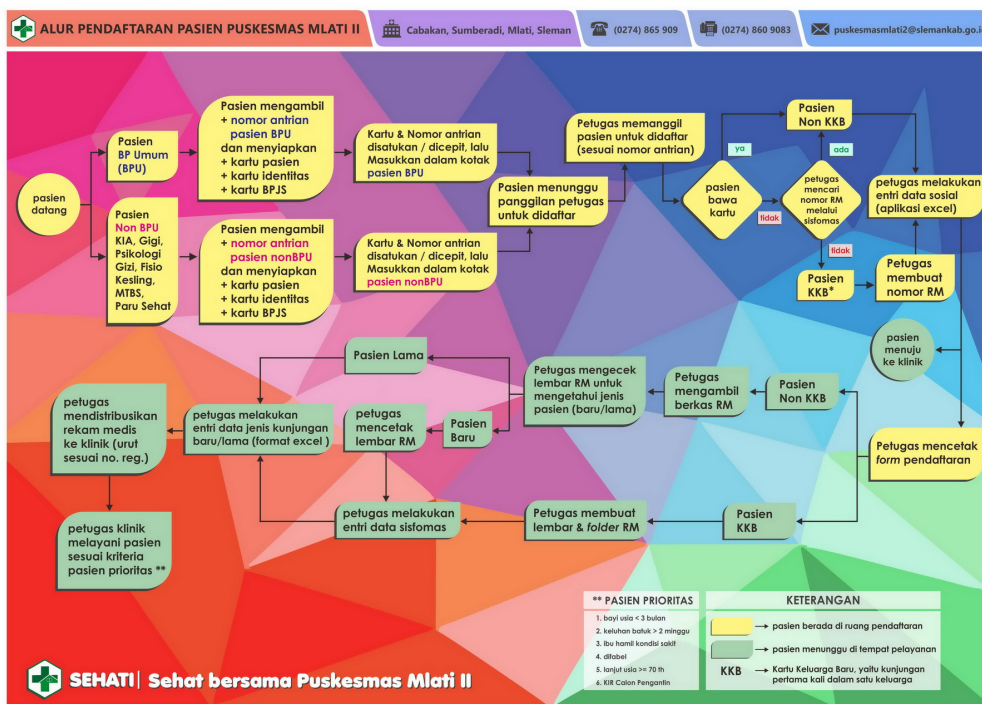 ALUR PENDAFTARAN PASIEN PUSKESMAS MLATI II
Cabakan, Sumberadi, Mlati, Sleman
(0274) 865 909
(0274) 860 9083
puskesmasmlati2@slemankab.go.i
pasien
datang
Pasien
BP Umum
(BPU)
Pasien
Non BPU
KIA, Gigi,
Psikologi
Gizi, Fisio
Kesling,
MTBS,
Paru Sehat
Pasien mengambil
+ nomor antrian
pasien BPU
dan menyiapkan
+ kartu pasien
+ kartu identitas
+ kartu BPJS
Pasien mengambil
+ nomor antrian
pasien nonBPU
dan menyiapkan
+ kartu pasien
+ kartu identitas
+ kartu BPJS
Kartu & Nomor antrian
disatukan / dicepit, lalu
Masukkan dalam kotak
pasien BPU
Kartu & Nomor antrian
disatukan / dicepit, lalu
Masukkan dalam kotak
pasien nonBPU
Pasien menunggu
panggilan petugas
untuk didaftar
Petugas memanggil
pasien untuk didaftar
(sesuai nomor antrian)
pasien
bawa
kartu
ya
tidak
Pasien
Non KKB
ada
petugas
mencari
nomor RM
melalui
sisfomas
tidak
Pasien
KKB*
Petugas
membuat
nomor RM
petugas melakukan
entri data sosial
(aplikasi excel)
pasien
menuju
ke klinik
Petugas mencetak
form pendaftaran
Pasien
Non KKB
Petugas
mengambil
berkas RM
Petugas mengecek
lembar RM untuk
mengetahui jenis
pasien (baru/lama)
Pasien Lama
Pasien
Baru
petugas
mencetak
lembar RM
petugas melakukan
entri data jenis kunjungan
baru/lama (format excel )
petugas
mendistribusikan
rekam medis
ke klinik (urut
sesuai no. reg.)
petugas klinik
melayani pasien
sesuai kriteria
pasien prioritas **
Pasien
KKB
Petugas membuat
lembar & folder RM
petugas melakukan
entri data sisfomas
** PASIEN PRIORITAS
1. bayi usia < 3 bulan
2. keluhan batuk > 2 minggu
3. ibu hamil kondisi sakit
4. difabel
5. lanjut usia >= 70 th
6. KIR Calon Pengantin
KETERANGAN
pasien berada di ruang pendaftaran
pasien menunggu di tempat pelayanan
KKB
Kartu Keluarga Baru, yaitu kunjungan
pertama kali dalam satu keluarga
SEHATI | Sehat bersama Puskesmas Mlati II